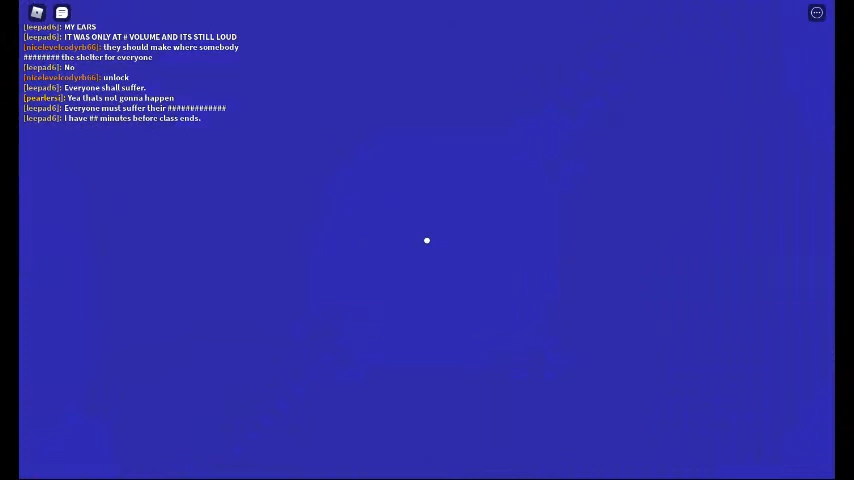 [leepad6]: MY EARS
[leepad6]: IT WAS ONLY AT # VOLUME AND ITS STILL LOUD
[nicelevelcodyrb66]: they should make where somebody
######## the shelter for everyone
[leepad6]: No
[nicelevelcodyrb66]: unlock
[leepad6]: Everyone shall suffer.
[pearlersi]: Yea thats not gonna happen
[leepad6]: Everyone must suffer their #############
[leepad6]: I have ## minutes before class ends.